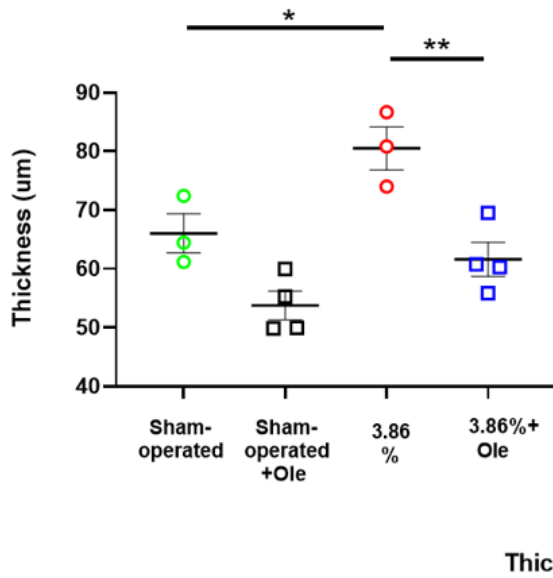 *
**
90
80
70
60
50
40
Thickness (um)
Sham-
operated
Sham-
operated
+Ole
3.86
%
3.86%+
Ole
Thic